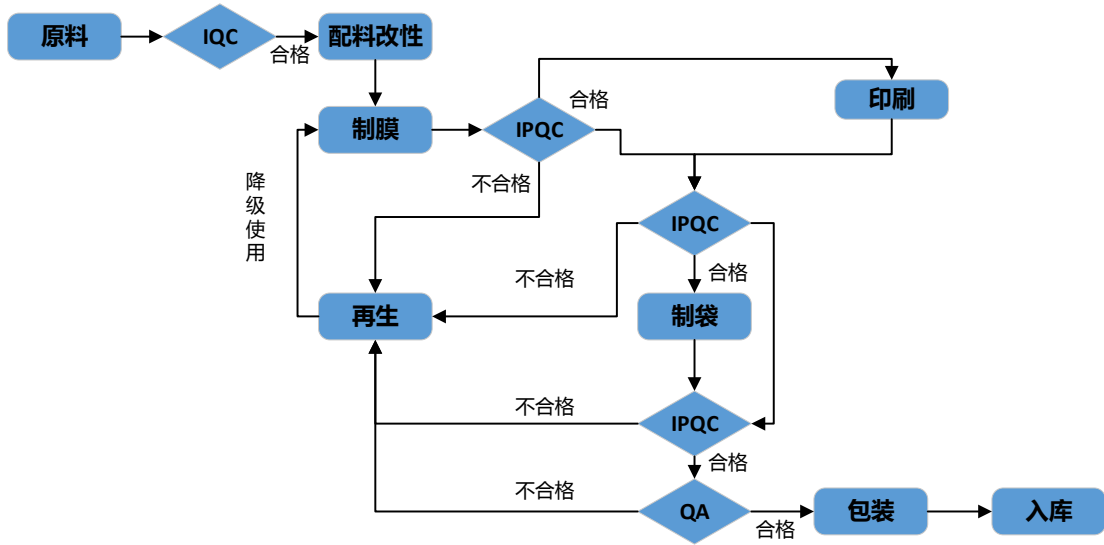 原料
IQC
合格
配料改性
制膜
IPQC
合格
印刷
不合格
降级使用
IPQC
合格
不合格
再生
制袋
不合格
IPQC
合格
不合格
QA
合格
包装
入库